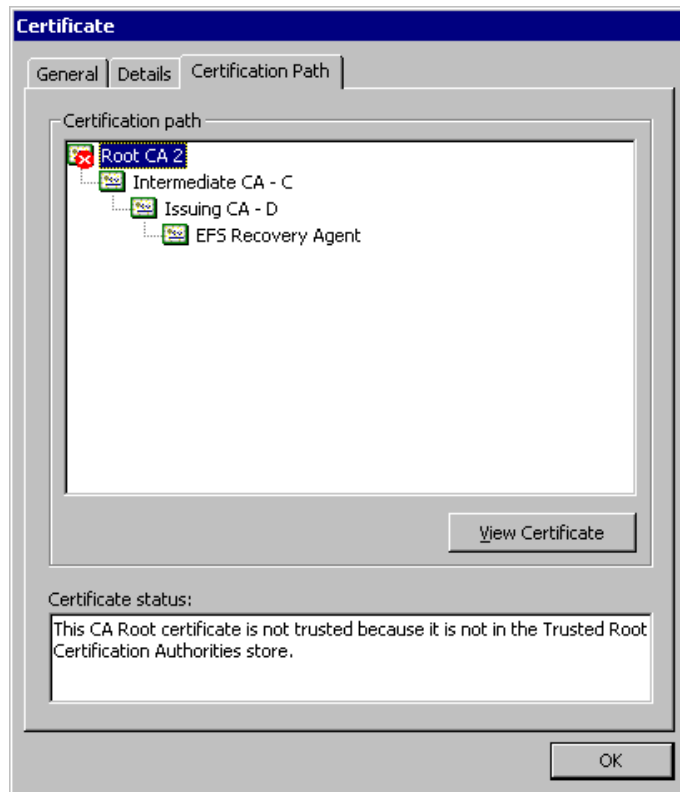 Certificate
General
Details
Certification Path
Certification path
Root CA 2
Intermediate CA - C
Issuing CA - D
EFS Recovery Agent
View Certificate
Certificate status:
This CA Root certificate is not trusted because it is not in the Trusted Root
Certification Authorities store.
OK